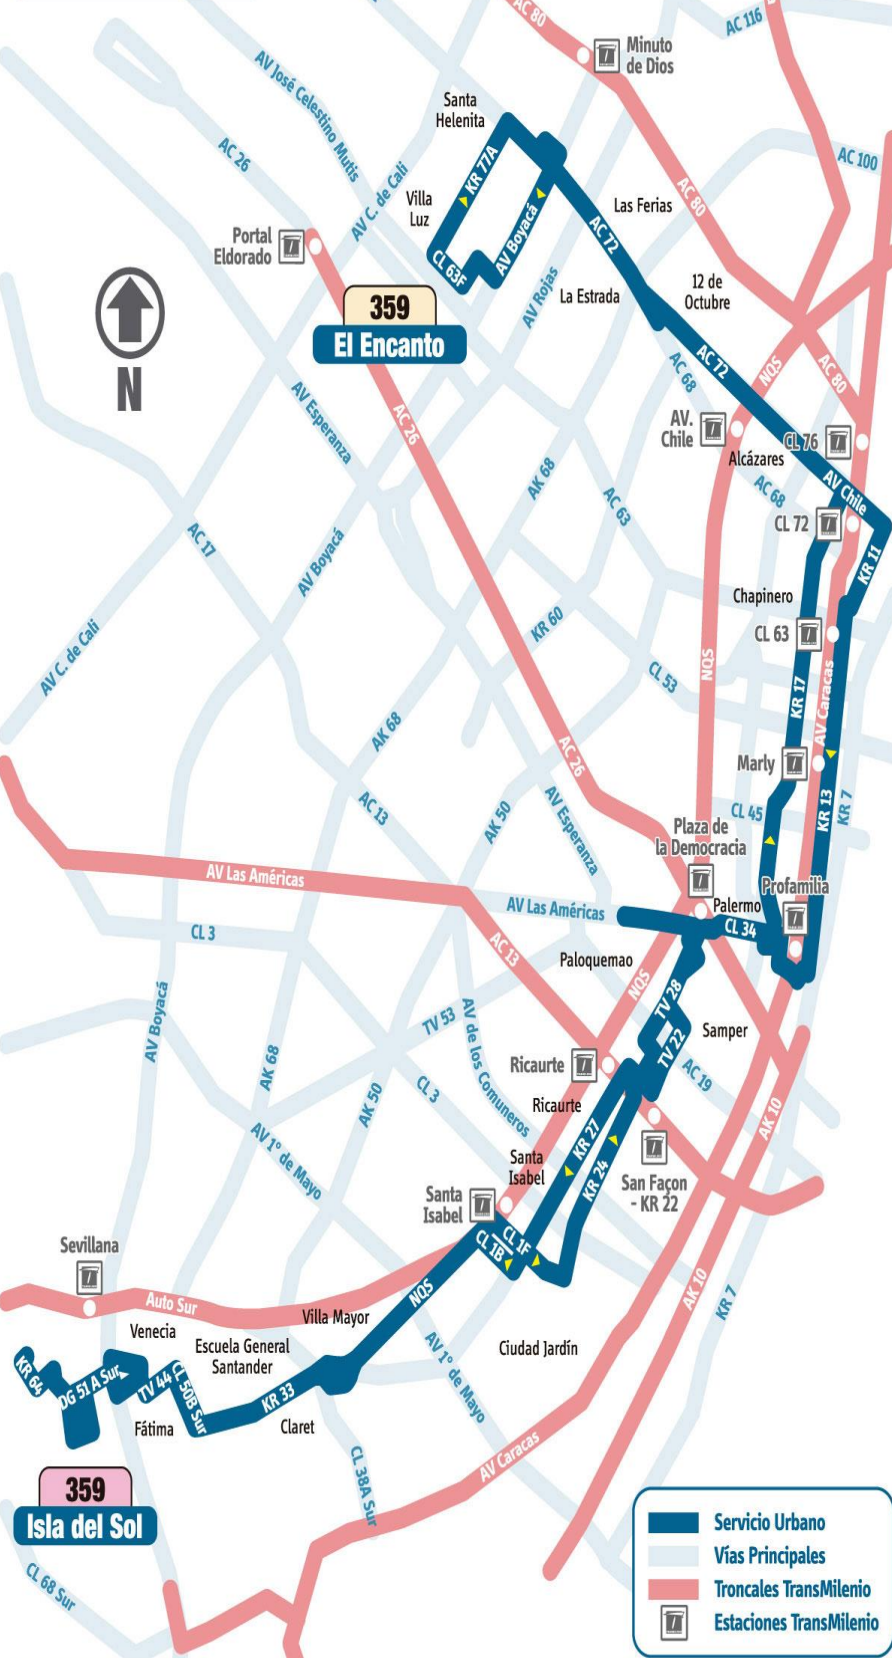 AC 80
AC 116
Minuto
de Dios
AV José Celestino Mutis
Santa
Helenita
AC 26
KR 77A
AC 100
AV C. de Cali
Villa
Luz
AC 80
Las Ferias
AC 72
Portal
Eldorado
AV Boyacá
CL 63F
359
El Encanto
AV Rojas
La Estrada
12 de
Octubre
N
AC 72
NQS
AC 80
AC 68
AV Esperanza
AC 26
AV.
Chile
CL 76
Alcázares
AK 68
AC 68
AV Chile
AC 63
CL 72
AC 17
AV Boyacá
KR 11
Chapinero
KR 60
CL 63
AV C. de Cali
CL 53
NQS
KR 17
AV Caracas
AK 68
AC 26
Marly
AC 13
AK 50
AV Esperanza
CL 45
KR 13
KR 7
Plaza de
la Democracia
AV Las Américas
Profamilia
AV Las Américas
Palermo
CL 3
CL 34
AC 13
Paloquemao
NQS
TV 28
AV Boyacá
TV 53
AV de los Comuneros
Samper
TV 22
AK 68
Ricaurte
AC 19
CL 3
AK 50
Ricaurte
AK 10
AV 1° de Mayo
KR 27
Santa
Isabel
KR 24
San Façon
- KR 22
Santa
Isabel
CL 1F
CL 1B
Sevillana
NQS
AK 10
KR 7
Auto Sur
Villa Mayor
Venecia
Escuela General
Santander
AV 1° de Mayo
Ciudad Jardín
KR 64
DG 51 A Sur
TV 44
CL 50B Sur
KR 33
Fátima
Claret
AV Caracas
CL 38A Sur
359
Isla del Sol
CL 68 Sur
Servicio Urbano
Vías Principales
Troncales TransMilenio
Estaciones TransMilenio